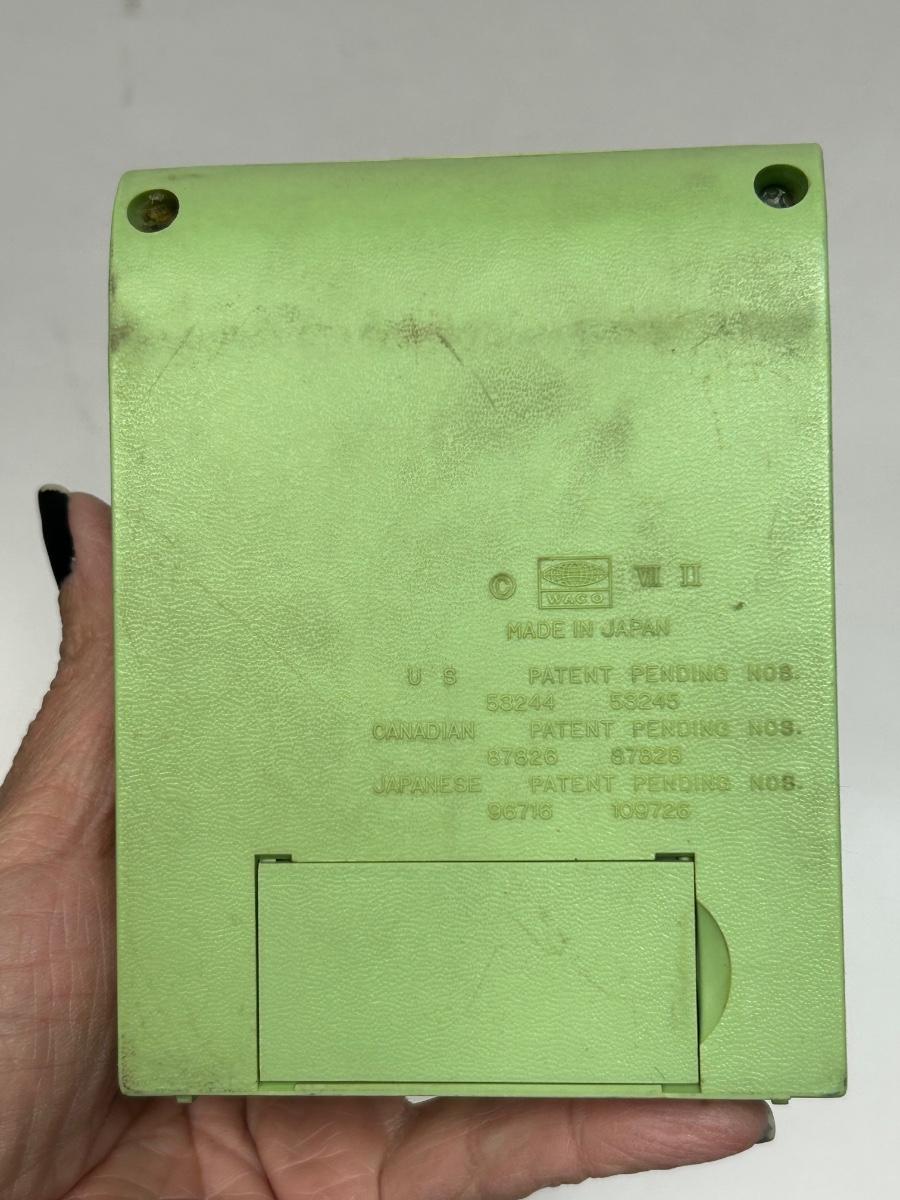 © WACO VII II
MADE IN JAPAN
U S PATENT PENDING NOS.
53244 53245
CANADIAN PATENT PENDING NOS.
87826 87828
JAPANESE PATENT PENDING NOS.
96716 109726